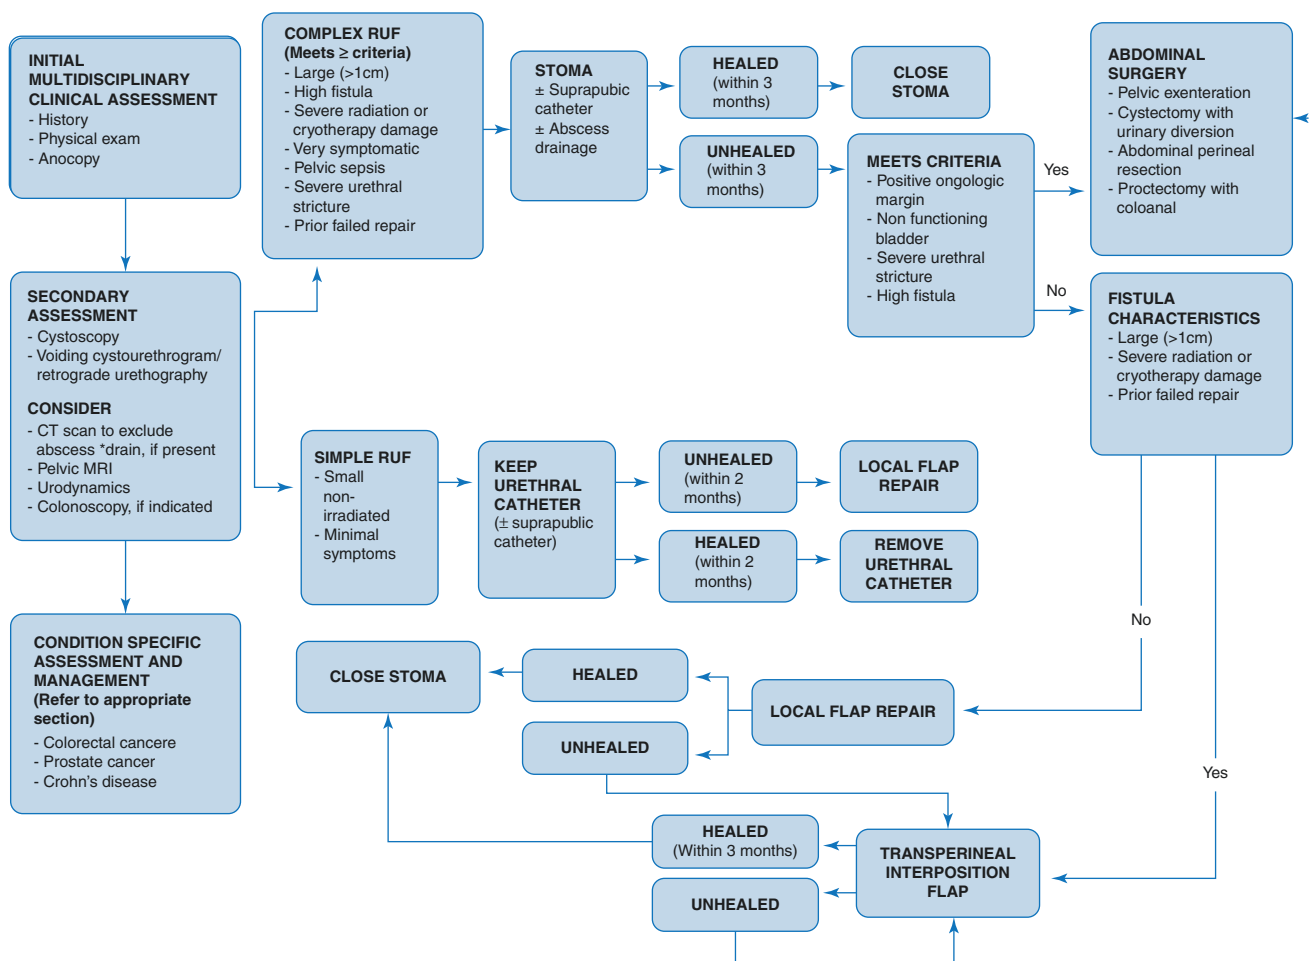 INITIAL
MULTIDISCIPLINARY
CLINICAL ASSESSMENT
- History
- Physical exam
- Anocopy
SECONDARY
ASSESSMENT
- Cystoscopy
- Voiding cystourethrogram/
retrograde urethography
CONSIDER
- CT scan to exclude
abscess *drain, if present
- Pelvic MRI
- Urodynamics
- Colonoscopy, if indicated
CONDITION SPECIFIC
ASSESSMENT AND
MANAGEMENT
(Refer to appropriate
section)
- Colorectal cancere
- Prostate cancer
- Crohn's disease
COMPLEX RUF
(Meets ≥ criteria)
- Large (>1cm)
- High fistula
- Severe radiation or
cryotherapy damage
- Very symptomatic
- Pelvic sepsis
- Severe urethral
stricture
- Prior failed repair
STOMA
± Suprapubic
catheter
± Abscess
drainage
HEALED
(within 3
months)
CLOSE
STOMA
UNHEALED
(within 3
months)
MEETS CRITERIA
- Positive ongologic
margin
- Non functioning
bladder
- Severe urethral
stricture
- High fistula
Yes
No
ABDOMINAL
SURGERY
- Pelvic exenteration
- Cystectomy with
urinary diversion
- Abdominal perineal
resection
- Proctectomy with
coloanal
FISTULA
CHARACTERISTICS
- Large (>1cm)
- Severe radiation or
cryotherapy damage
- Prior failed repair
SIMPLE RUF
- Small
non-
irradiated
- Minimal
symptoms
KEEP
URETHRAL
CATHETER
(± suprapublic
catheter)
UNHEALED
(within 2
months)
LOCAL FLAP
REPAIR
HEALED
(within 2
months)
REMOVE
URETHRAL
CATHETER
No
Yes
CLOSE STOMA
HEALED
LOCAL FLAP REPAIR
UNHEALED
HEALED
(Within 3 months)
TRANSPERINEAL
INTERPOSITION
FLAP
UNHEALED